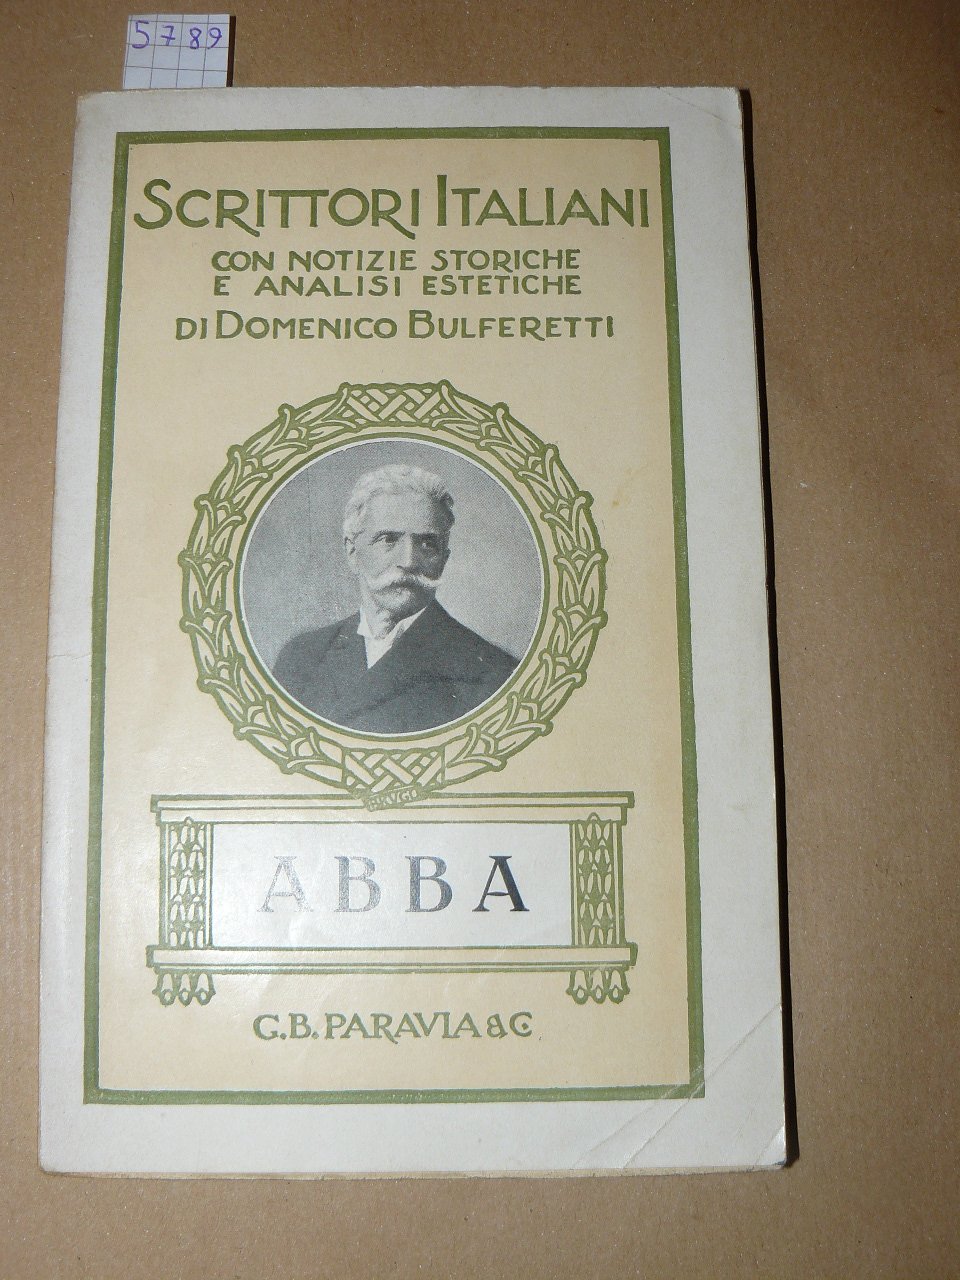 5789
SCRITTORI ITALIANI
CON NOTIZIE STORICHE
E ANALISI ESTETICHE
DI DOMENICO BULFERETTI
ABBA
G.B. PARAVIA & C.